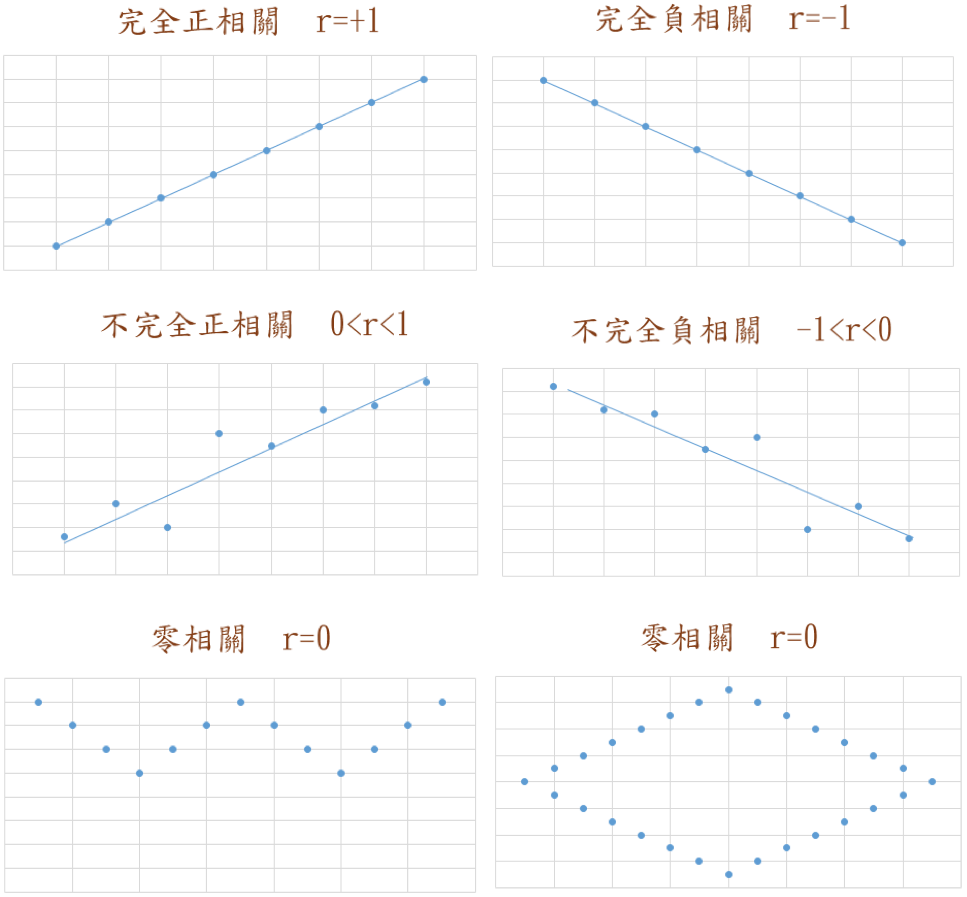 完全正相關 r=+1
完全負相關 r=-1
不完全正相關 0<r<1
不完全負相關 -1<r<0
零相關 r=0
零相關 r=0